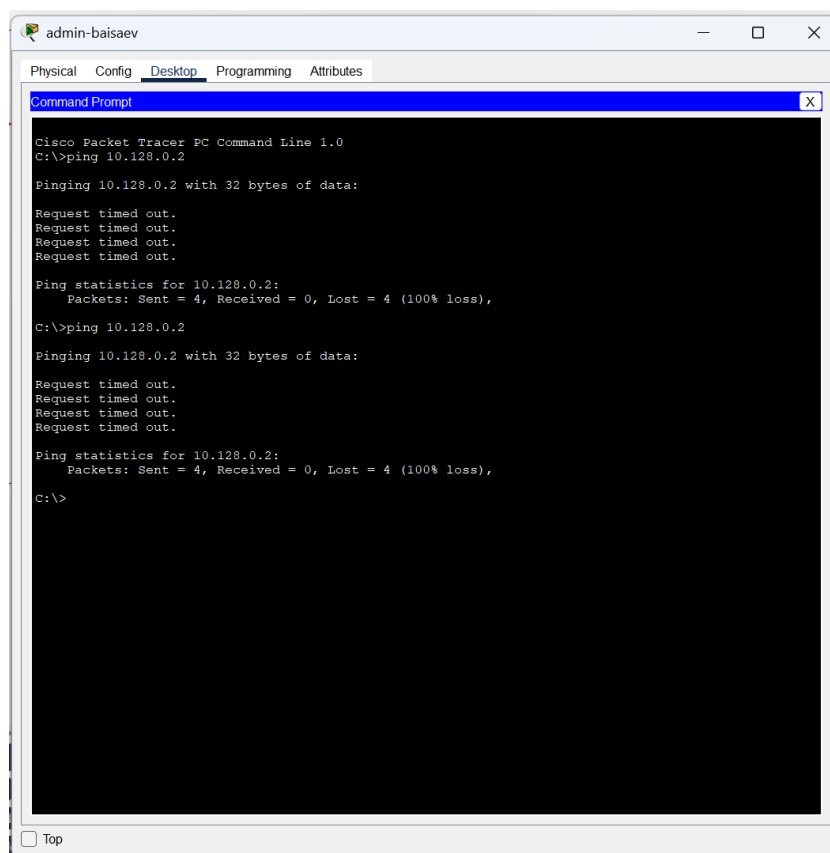 admin-baisaev
Physical Config Desktop Programming Attributes
Command Prompt
X
Cisco Packet Tracer PC Command Line 1.0
C:\>ping 10.128.0.2
Pinging 10.128.0.2 with 32 bytes of data:
Request timed out.
Request timed out.
Request timed out.
Request timed out.
Ping statistics for 10.128.0.2:
Packets: Sent = 4, Received = 0, Lost = 4 (100% loss),
C:\>ping 10.128.0.2
Pinging 10.128.0.2 with 32 bytes of data:
Request timed out.
Request timed out.
Request timed out.
Request timed out.
Ping statistics for 10.128.0.2:
Packets: Sent = 4, Received = 0, Lost = 4 (100% loss),
C:\>
Top